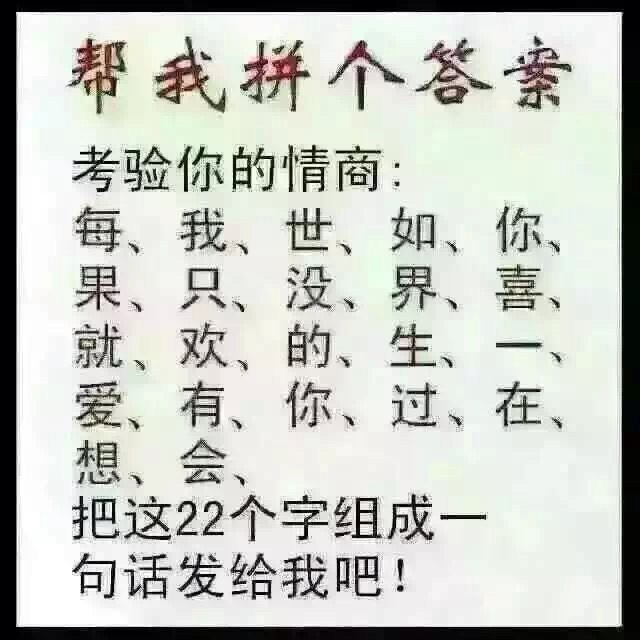 帮我拼个答案
考验你的情商:
每、我、世、如、你、
果、只、没、界、喜、
就、欢、的、生、一、
爱、有、你、过、在、
想、会、
把这22个字组成一
句话发给我吧！